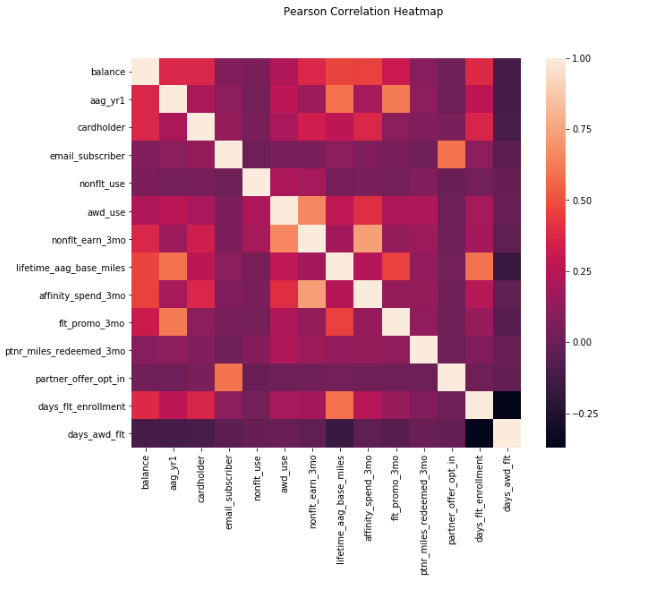 Pearson Correlation Heatmap
balance
aag_yr1
cardholder
email_subscriber
nonflt_use
awd_use
nonflt_earn_3mo
lifetime_aag_base_miles
affinity_spend_3mo
flt_promo_3mo
ptnr_miles_redeemed_3mo
partner_offer_opt_in
days_flt_enrollment
days_awd_flt
balance
aag_yr1
cardholder
email_subscriber
nonflt_use
awd_use
nonflt_earn_3mo
lifetime_aag_base_miles
affinity_spend_3mo
flt_promo_3mo
ptnr_miles_redeemed_3mo
partner_offer_opt_in
days_flt_enrollment
days_awd_flt
1.00
0.75
0.50
0.25
0.00
−0.25